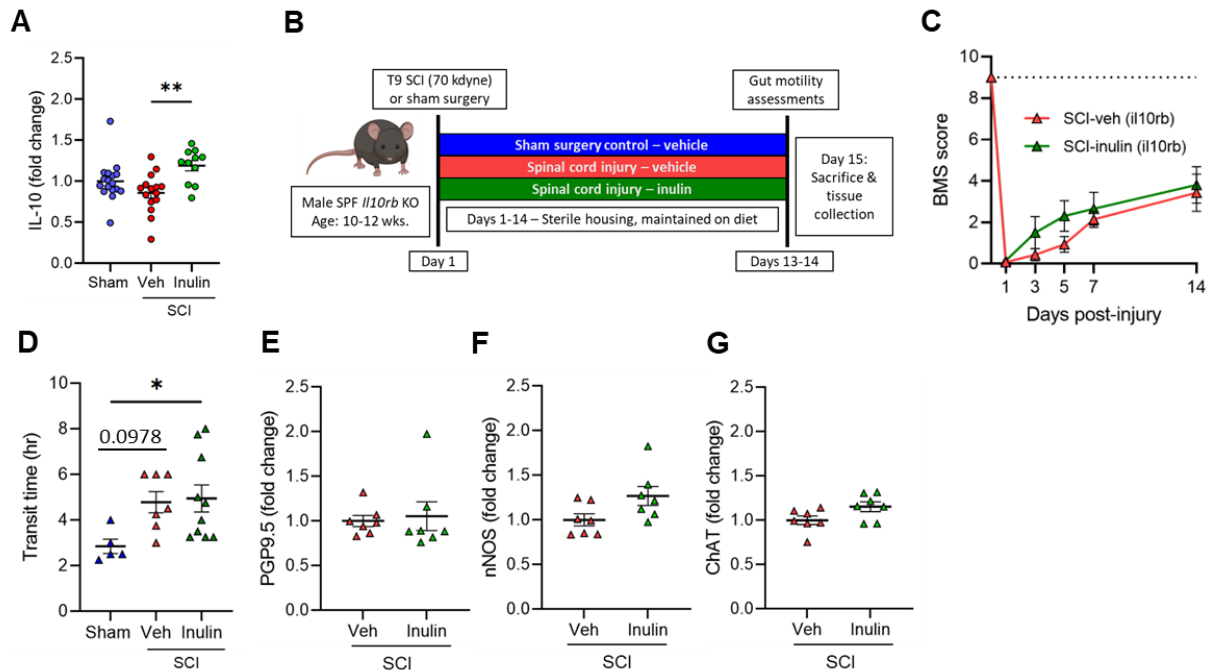 A
IL-10 (fold change)
2.5
2.0
1.5
1.0
0.5
0.0
**
Sham
Veh
Inulin
SCI
B
T9 SCI (70 kdyne)
or sham surgery
Gut motility
assessments
Sham surgery control – vehicle
Spinal cord injury – vehicle
Spinal cord injury – inulin
Male SPF Il10rb KO
Age: 10-12 wks.
Days 1-14 – Sterile housing, maintained on diet
Day 15:
Sacrifice &
tissue
collection
Day 1
Days 13-14
C
BMS score
10
8
6
4
2
0
SCI-veh (il10rb)
SCI-inulin (il10rb)
1 3 5 7 14
Days post-injury
D
Transit time (hr)
10
8
6
4
2
0
*
0.0978
Sham
Veh
Inulin
SCI
E
PGP9.5 (fold change)
2.5
2.0
1.5
1.0
0.5
0.0
Veh
Inulin
SCI
F
nNOS (fold change)
2.5
2.0
1.5
1.0
0.5
0.0
Veh
Inulin
SCI
G
ChAT (fold change)
2.5
2.0
1.5
1.0
0.5
0.0
Veh
Inulin
SCI